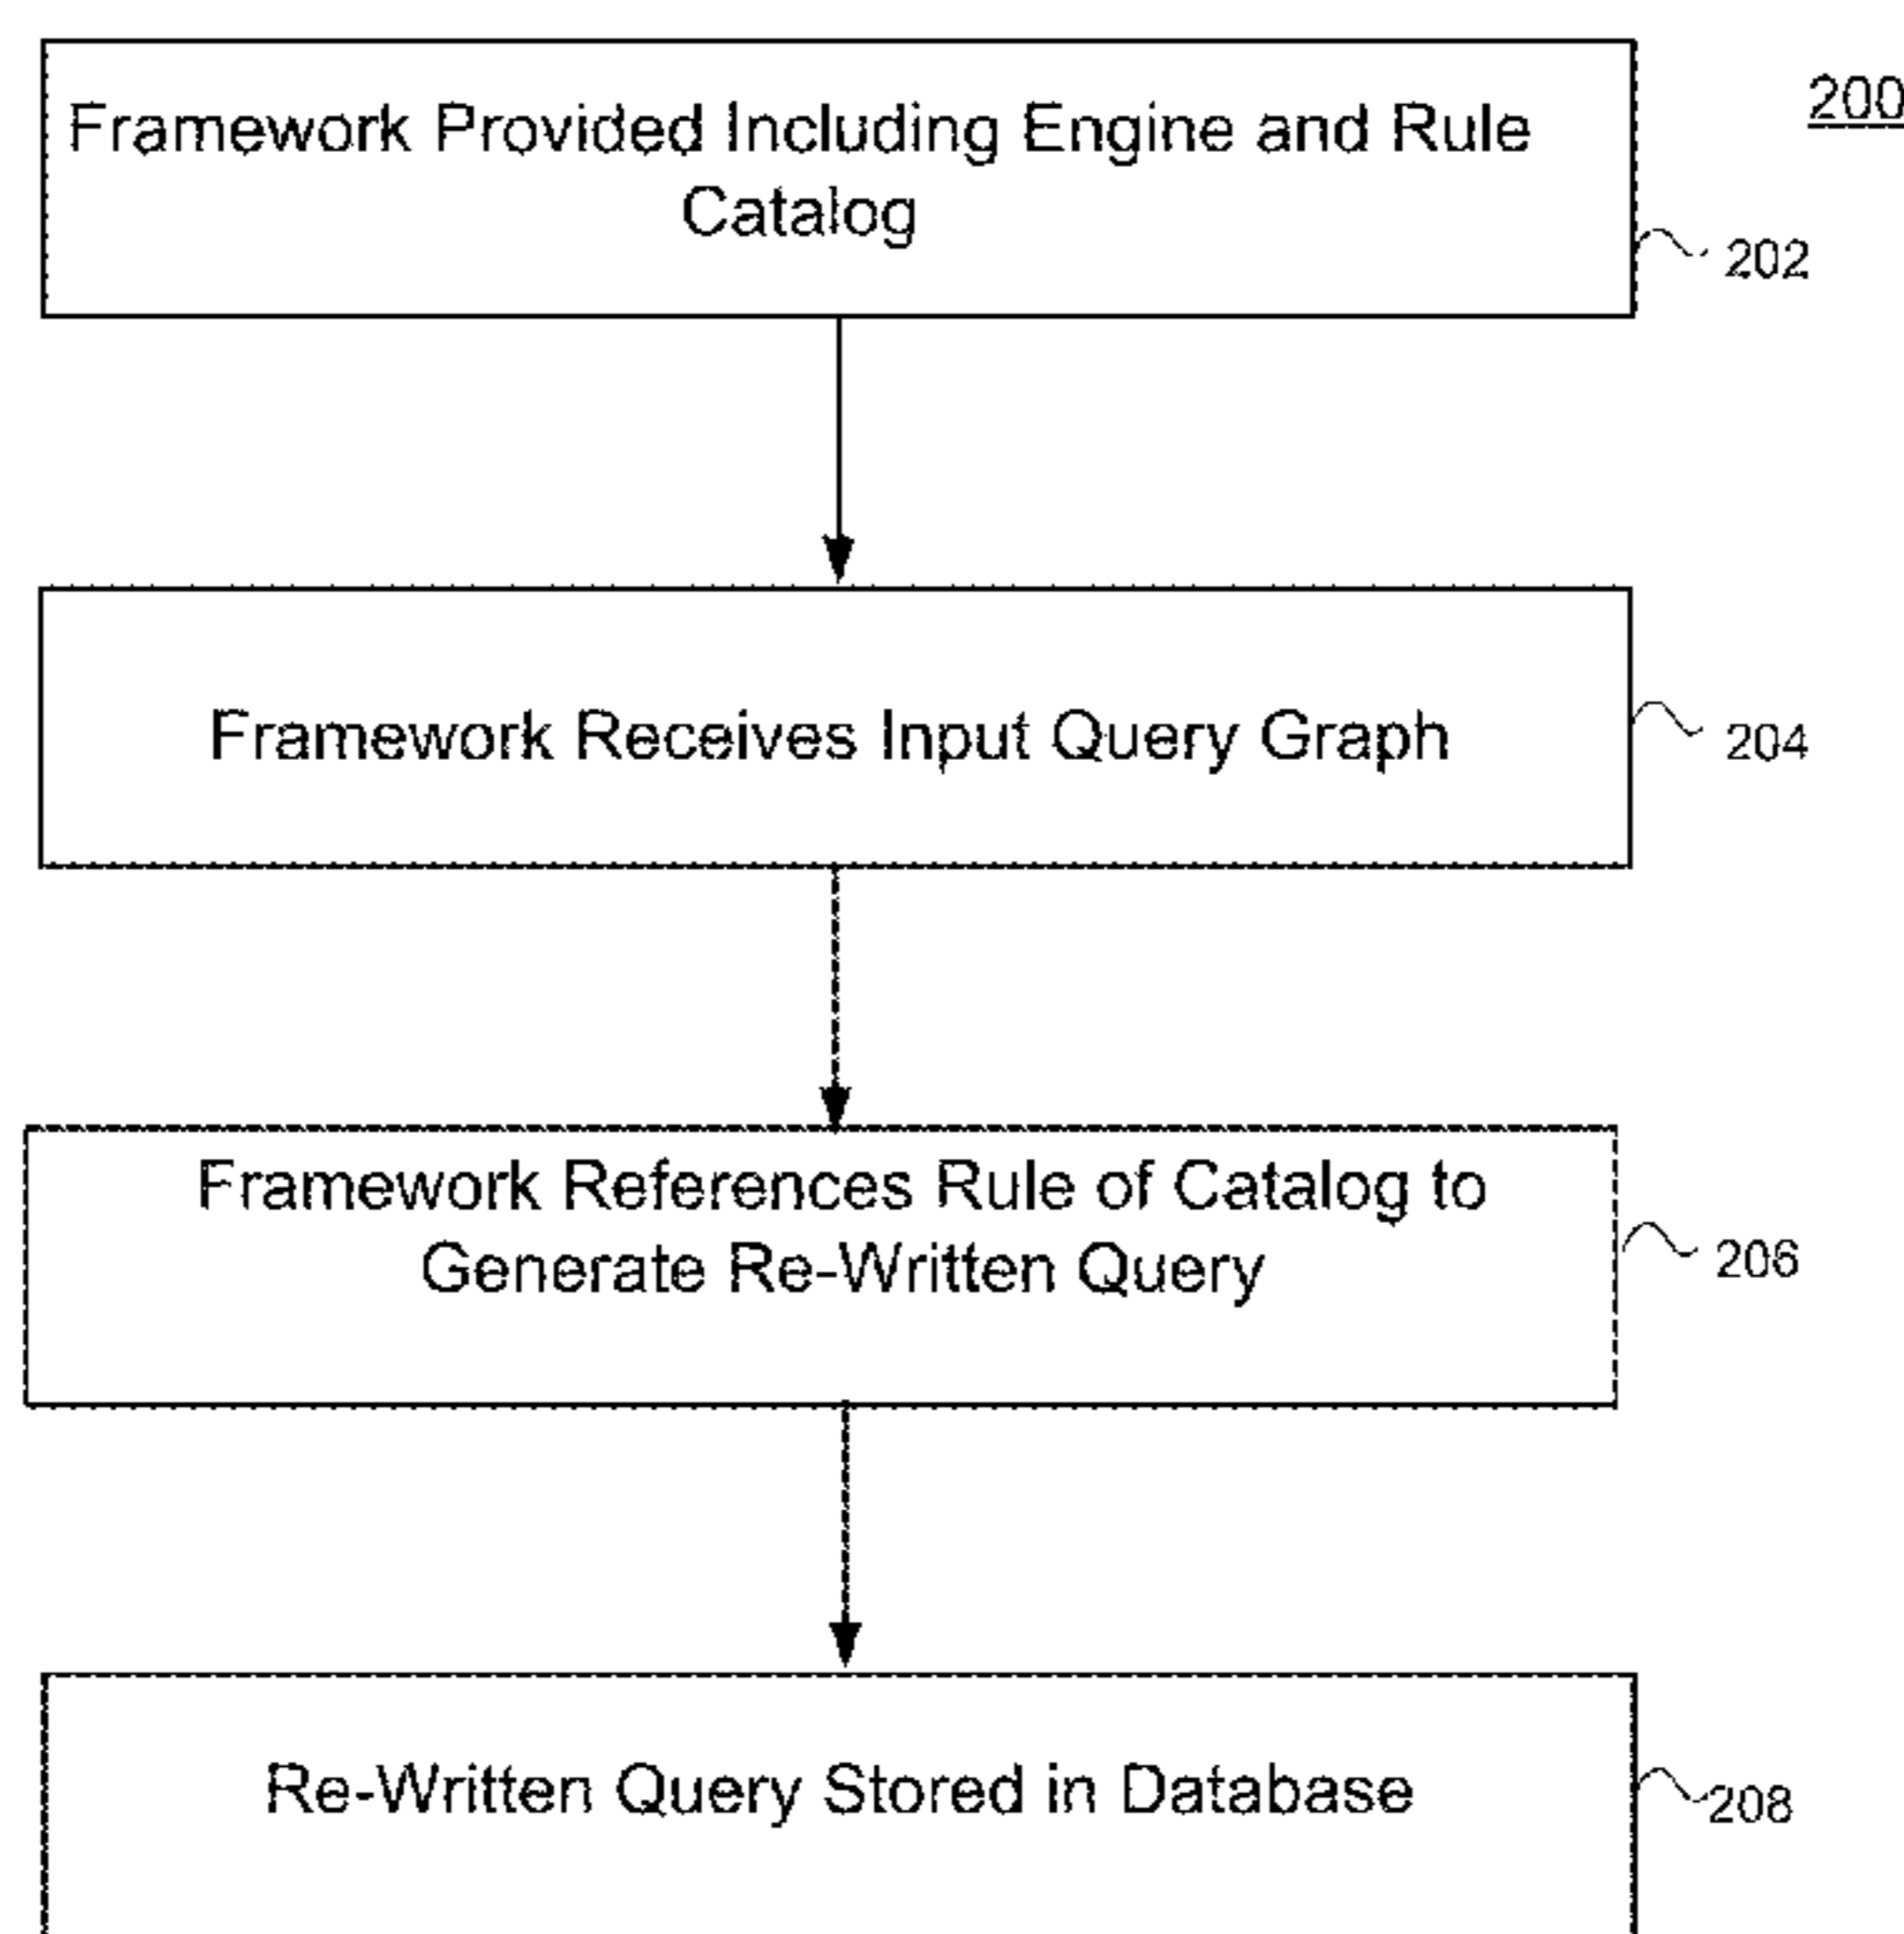 200
Framework Provided Including Engine and Rule
Catalog
202
Framework Receives Input Query Graph
204
Framework References Rule of Catalog to
Generate Re-Written Query
206
Re-Written Query Stored in Database
208